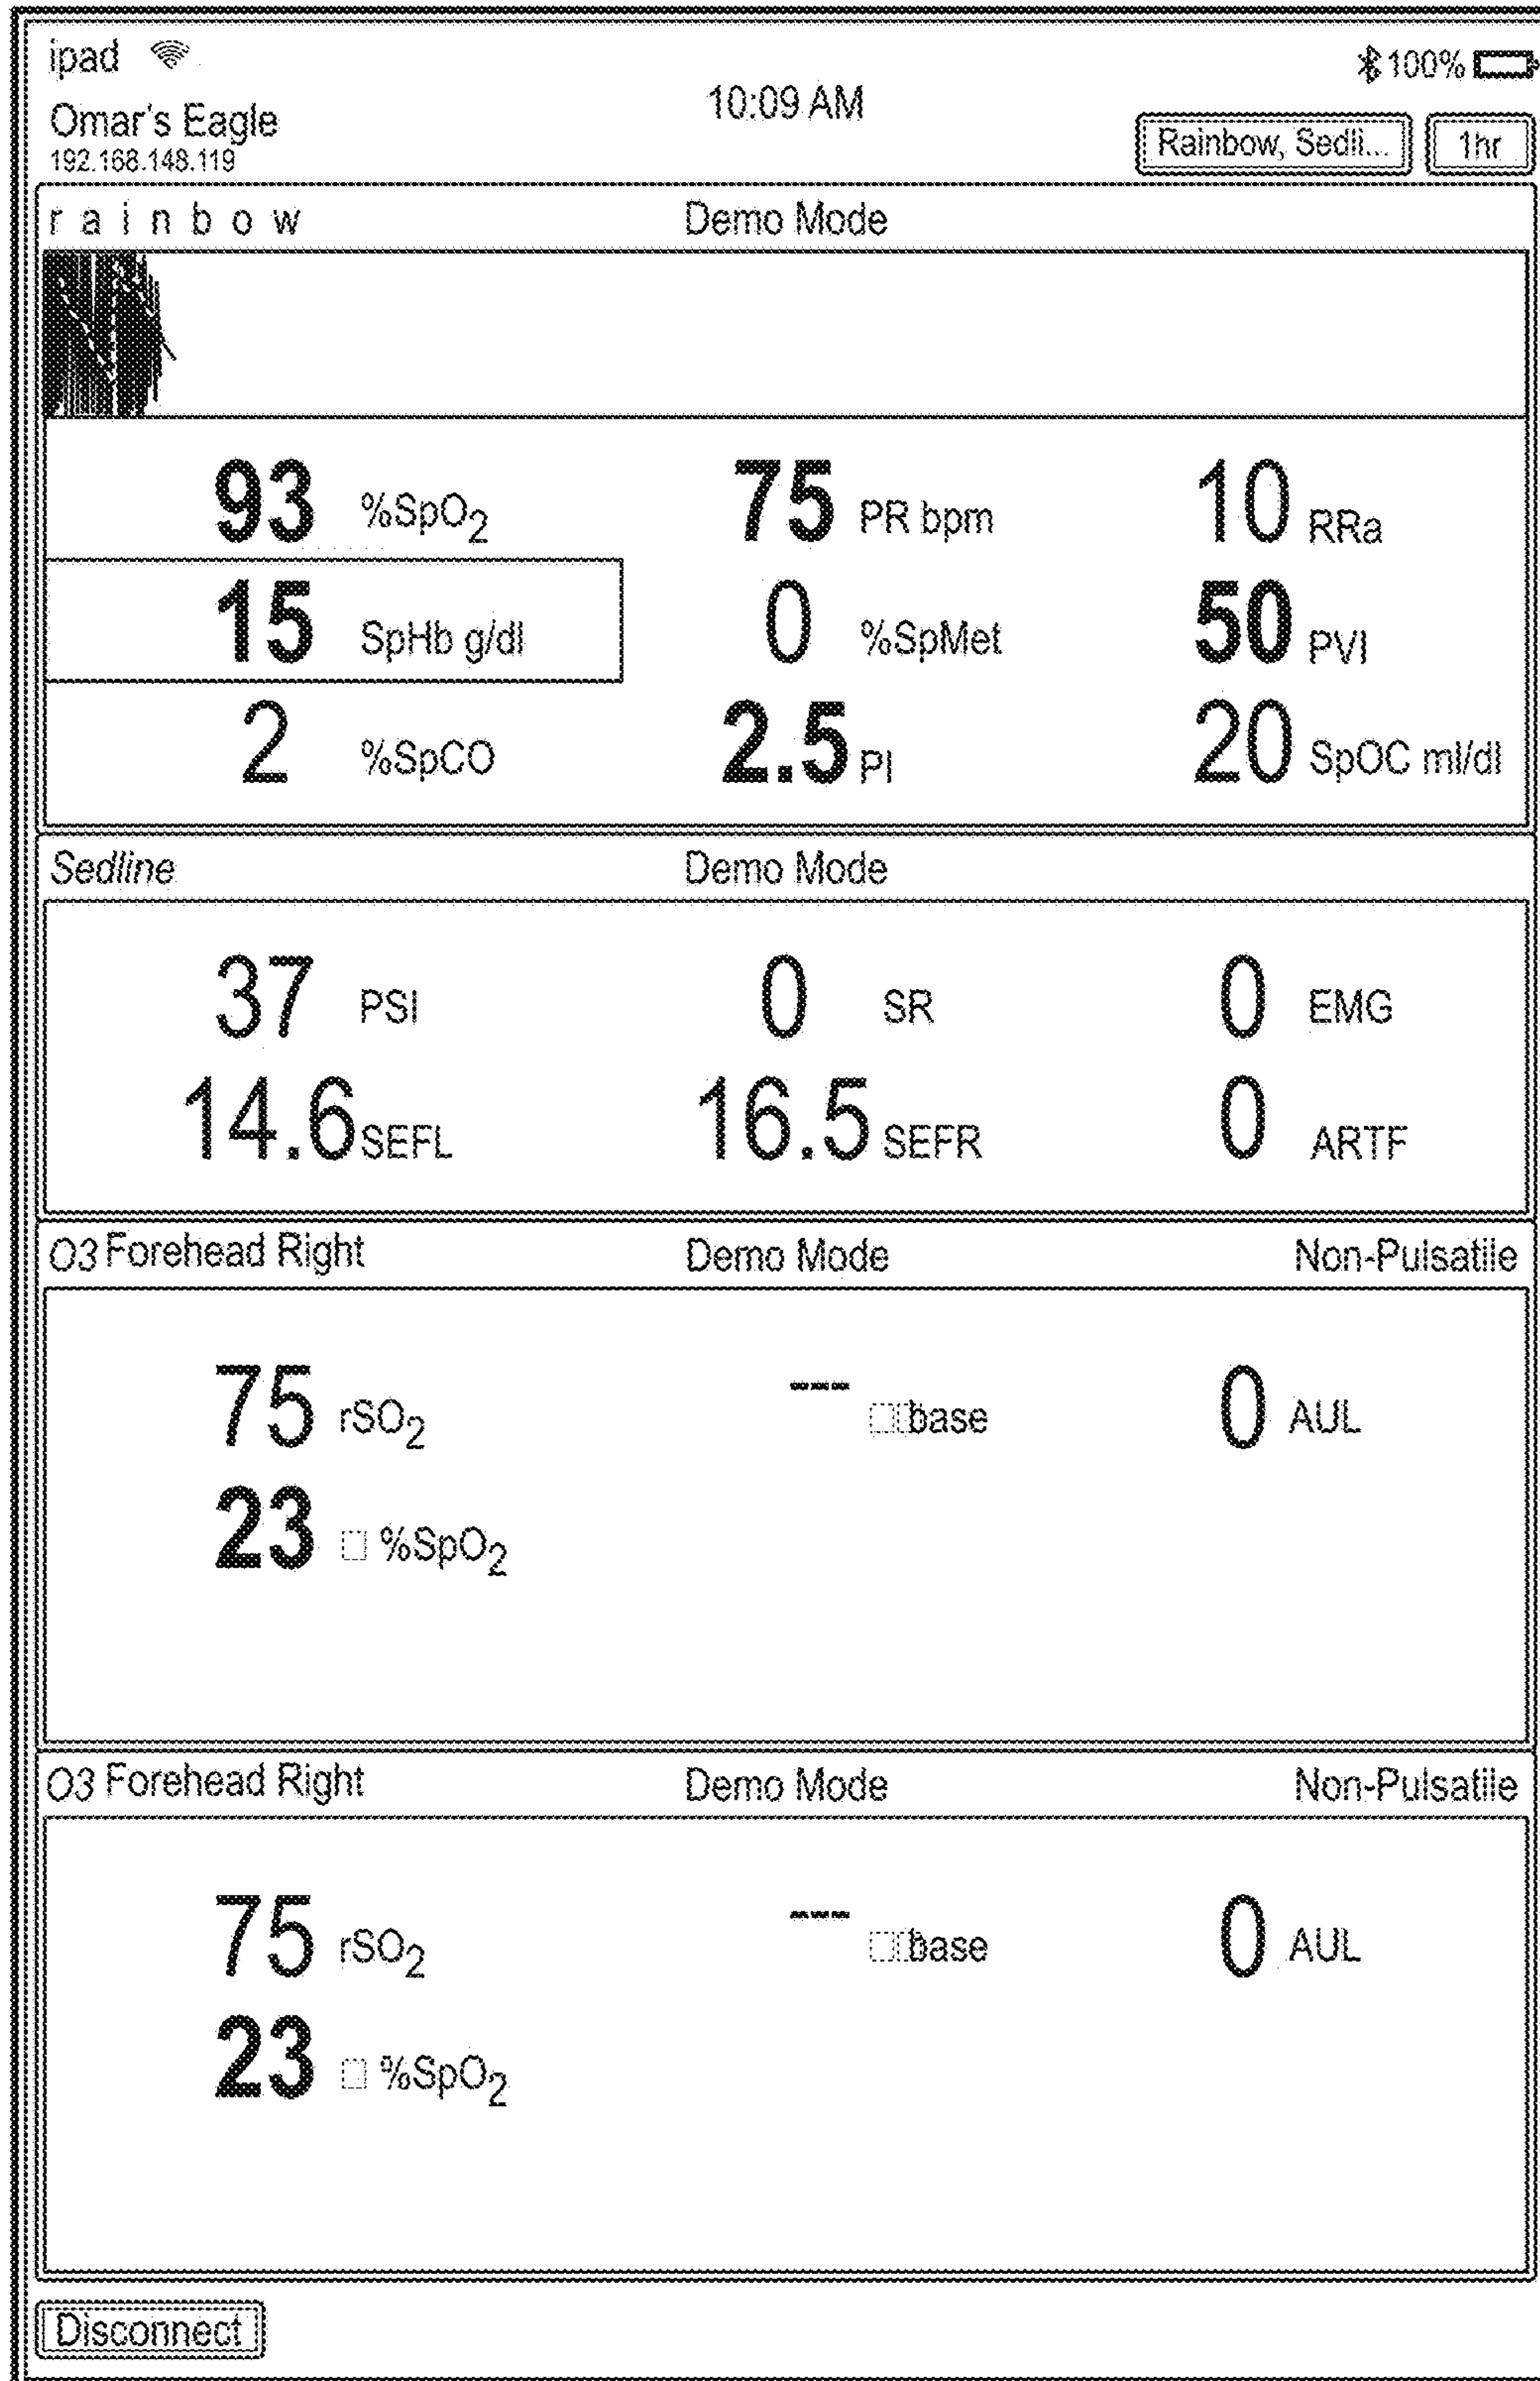 ipad 100%
10:09 AM
Omar's Eagle
192.168.148.119
Rainbow, Sedli... 1hr
rainbow Demo Mode
93 %SpO₂ 75 PR bpm 10 RRa
15 SpHb g/dl 0 %SpMet 50 PVI
2 %SpCO 2.5 PI 20 SpOC ml/dl
Sedline Demo Mode
37 PSI 0 SR 0 EMG
14.6 SEFL 16.5 SEFR 0 ARTF
O3 Forehead Right Demo Mode Non-Pulsatile
75 rSO₂ --- □□base 0 AUL
23 □ %SpO₂
O3 Forehead Right Demo Mode Non-Pulsatile
75 rSO₂ --- □□base 0 AUL
23 □ %SpO₂
Disconnect